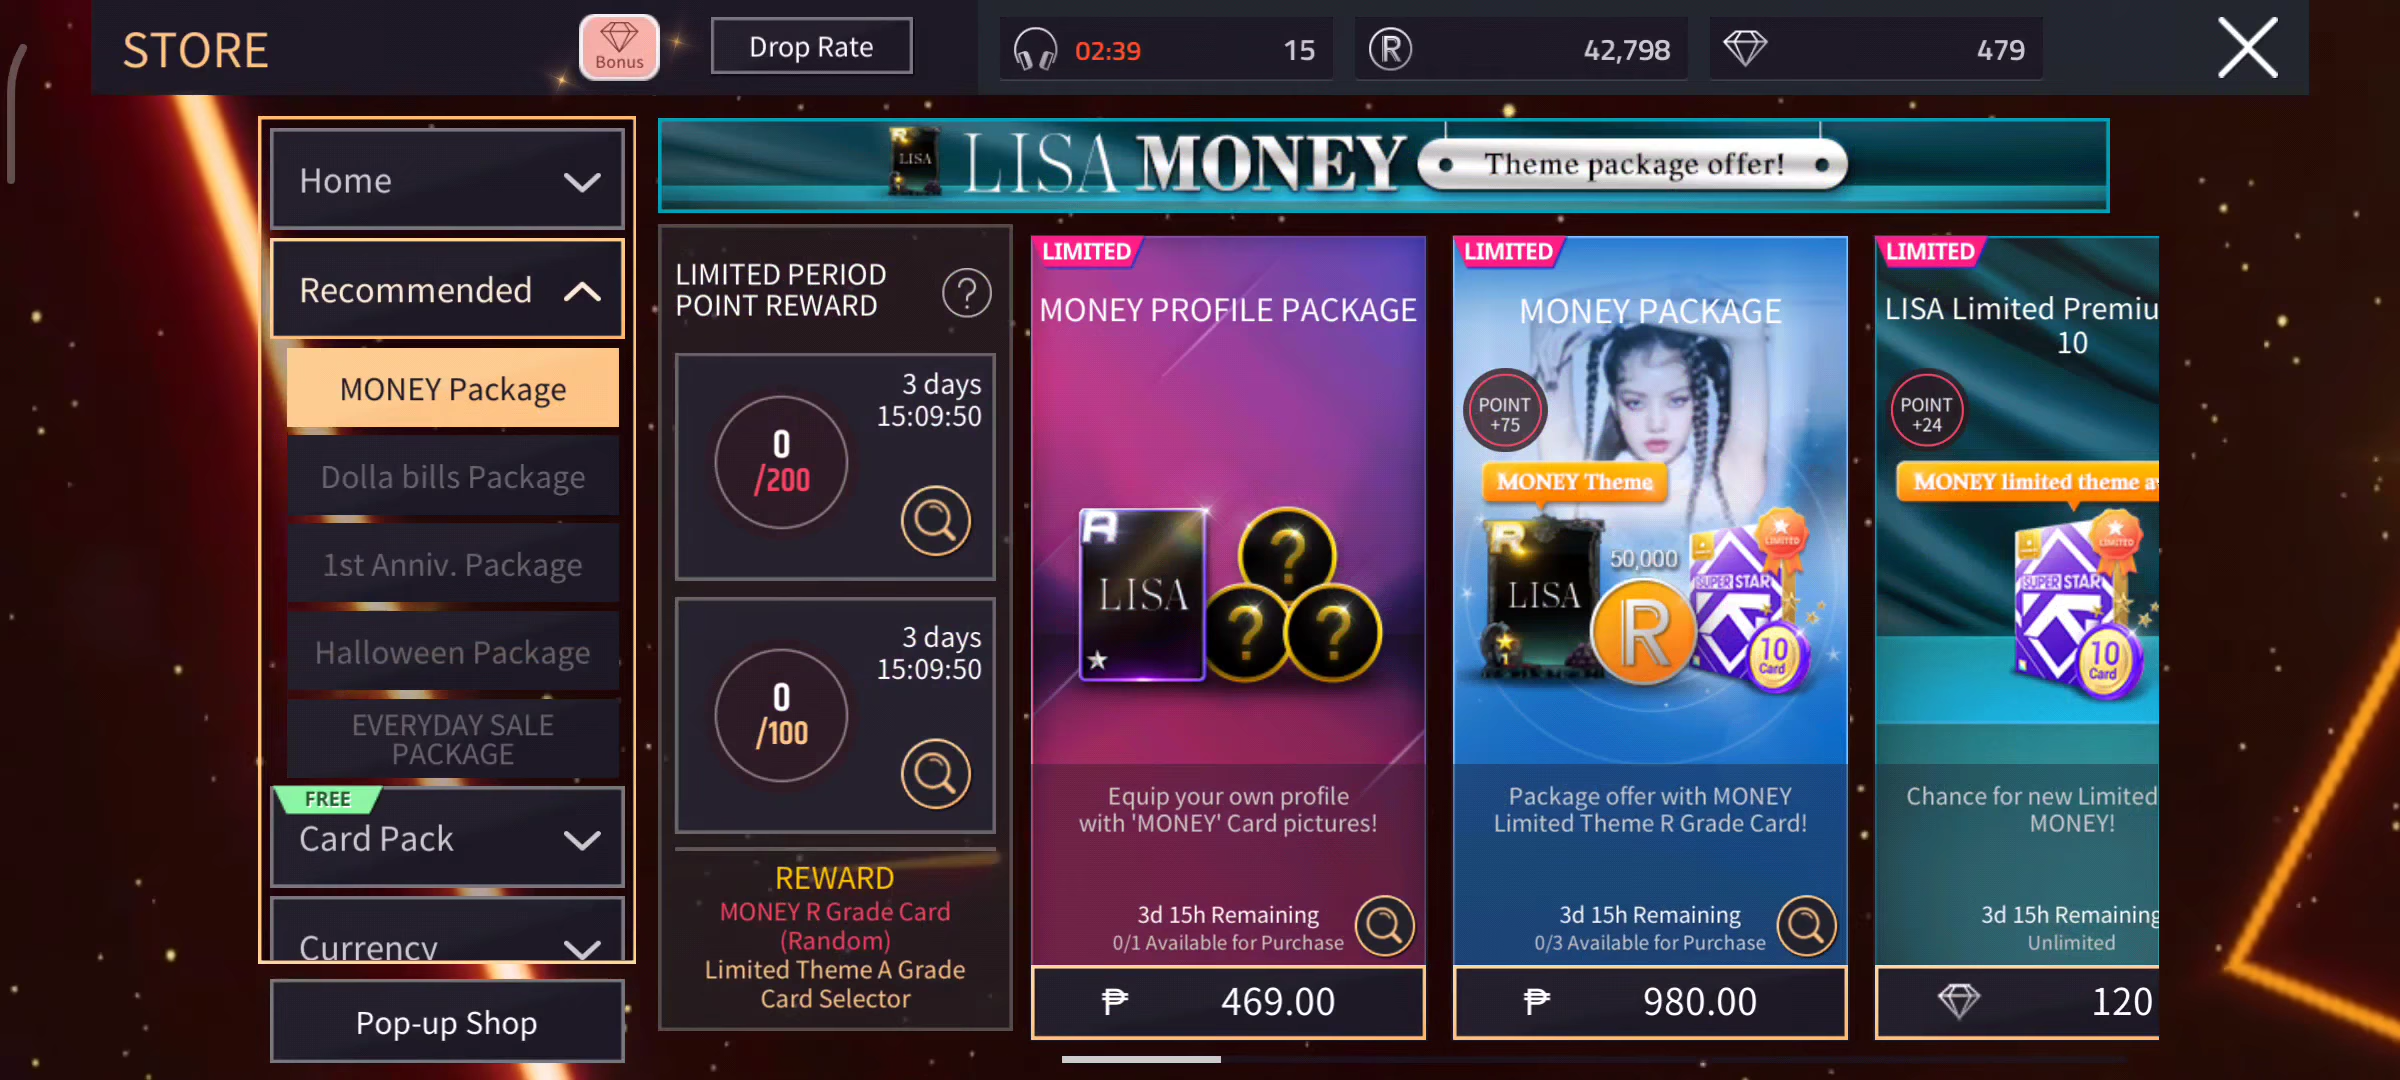 STORE
Bonus
Drop Rate
02:39
15
R
42,798
479
Home
Recommended
MONEY Package
Dolla bills Package
1st Anniv. Package
Halloween Package
EVERYDAY SALE
PACKAGE
FREE
Card Pack
Currency
Pop-up Shop
R
LISA
LISA MONEY
Theme package offer!
LIMITED PERIOD
POINT REWARD
?
3 days
15:09:50
0
/200
3 days
15:09:50
0
/100
REWARD
MONEY R Grade Card
(Random)
Limited Theme A Grade
Card Selector
LIMITED
MONEY PROFILE PACKAGE
A
LISA
?
?
?
Equip your own profile
with 'MONEY' Card pictures!
3d 15h Remaining
0/1 Available for Purchase
₱ 469.00
LIMITED
MONEY PACKAGE
POINT
+75
MONEY Theme
R
LISA
1
50,000
R
LIMITED
SUPER STAR
10
Card
Package offer with MONEY
Limited Theme R Grade Card!
3d 15h Remaining
0/3 Available for Purchase
₱ 980.00
LIMITED
LISA Limited Premiu
10
POINT
+24
MONEY limited theme a
LIMITED
SUPER STAR
10
Card
Chance for new Limited
MONEY!
3d 15h Remaining
Unlimited
120